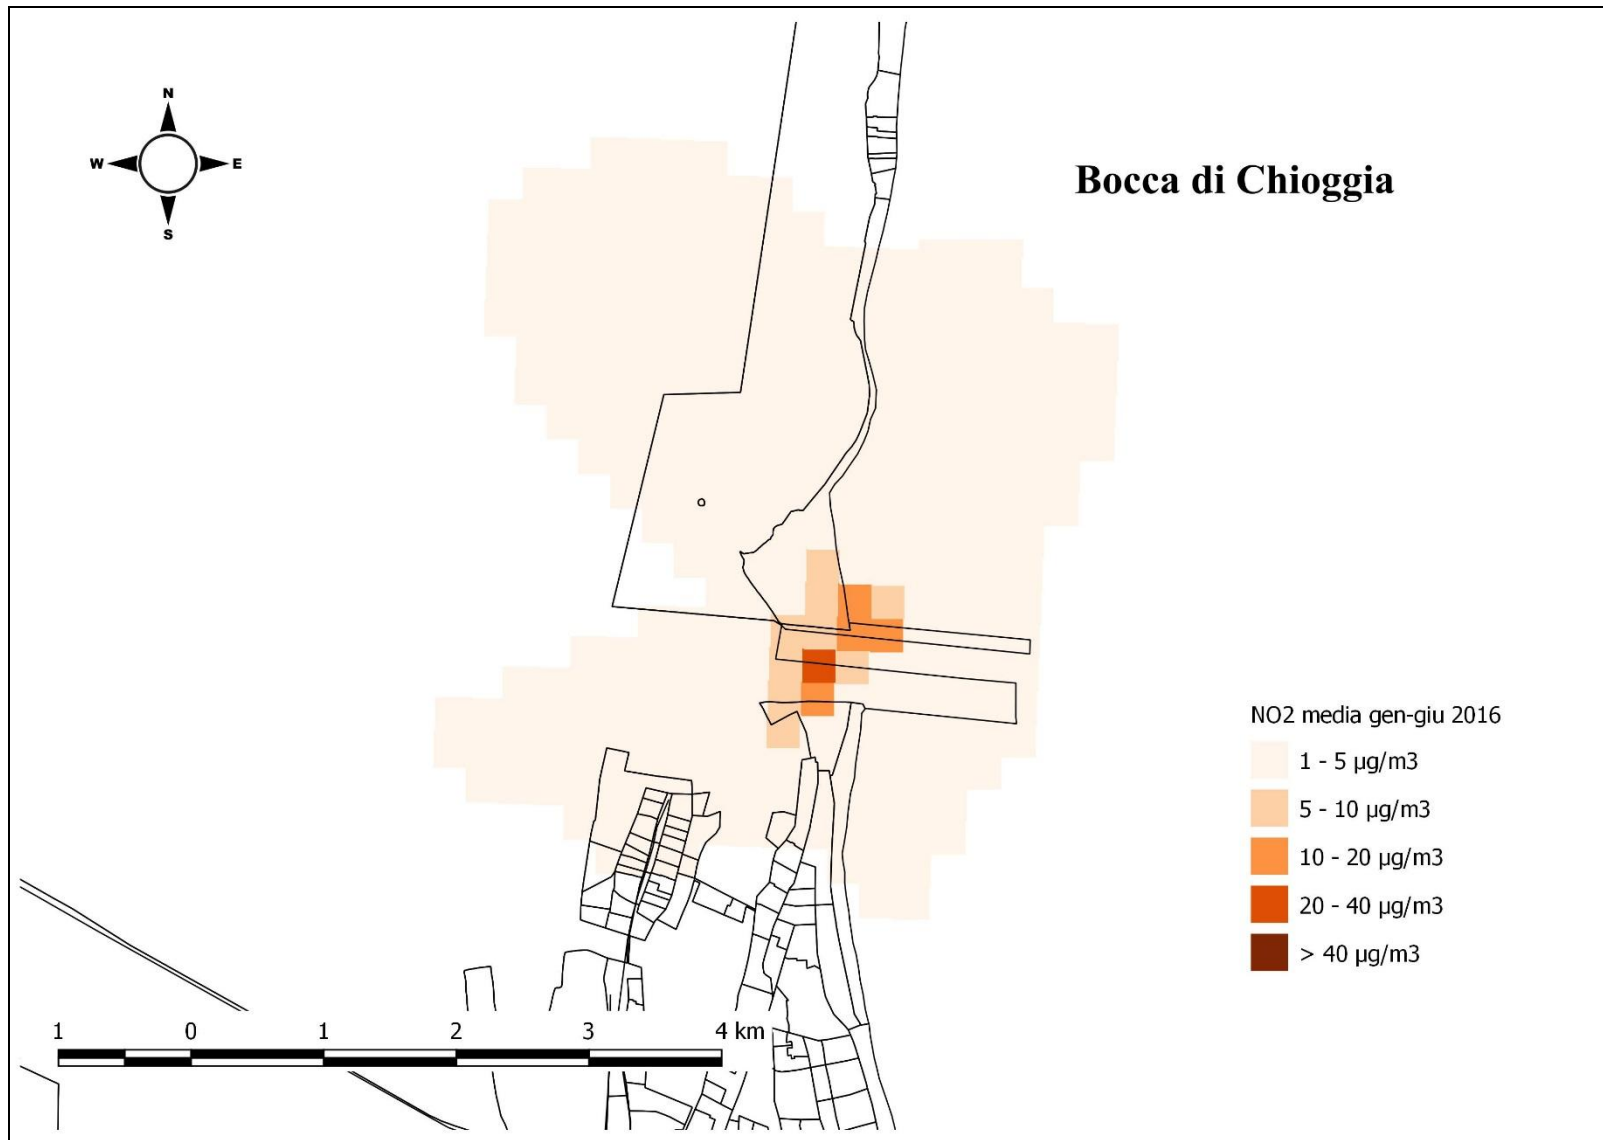 N
W E
S
Bocca di Chioggia
NO2 media gen-giu 2016
1 - 5 µg/m3
5 - 10 µg/m3
10 - 20 µg/m3
20 - 40 µg/m3
> 40 µg/m3
1 0 1 2 3 4 km